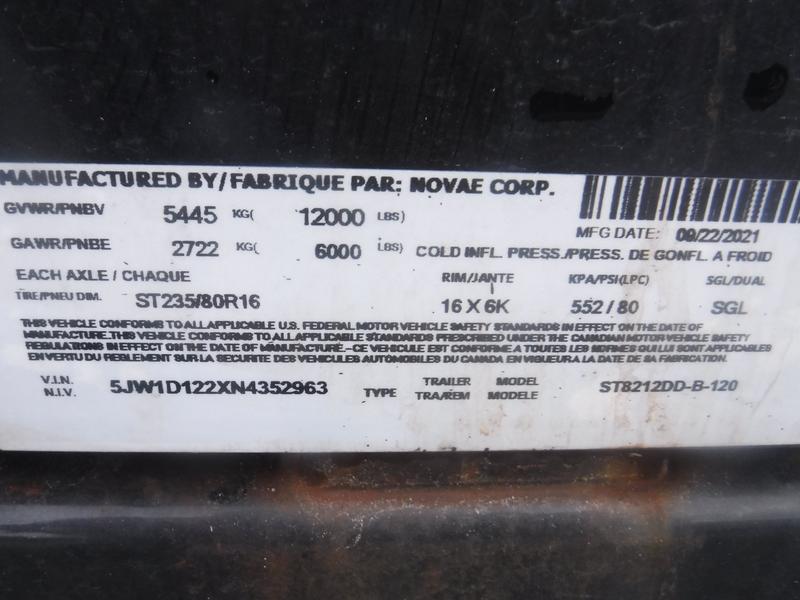 MANUFACTURED BY/FABRIQUE PAR: NOVAE CORP.
MFG DATE: 09/22/2021
GVWR/PNBV 5445 KG( 12000 LBS)
GAWR/PNBE 2722 KG( 6000 LBS) COLD INFL. PRESS./PRESS. DE GONFL. A FROID
EACH AXLE / CHAQUE RIM/JANTE KPA/PSI(LPC) SGL/DUAL
TIRE/PNEU DIM. ST235/80R16 16 X 6K 552 / 80 SGL
THIS VEHICLE CONFORMS TO ALL APPLICABLE U.S. FEDERAL MOTOR VEHICLE SAFETY STANDARDS IN EFFECT ON THE DATE OF
MANUFACTURE.THIS VEHICLE CONFORMS TO ALL APPLICABLE STANDARDS PRESCRIBED UNDER THE CANADIAN MOTOR VEHICLE SAFETY
REGULATIONS IN EFFECT ON THE DATE OF MANUFACTURE.-CE VEHICULE EST CONFORME A TOUTES LES NORMES QUI LUI SONT APPLICABLES
EN VERTU DU REGLEMENT SUR LA SECURITE DES VEHICULES AUTOMOBILES DU CANADA EN VIGUEUR A LA DATE DE SA FABRICATION.
V.I.N. 5JW1D122XN4352963 TYPE TRAILER MODEL ST8212DD-B-120
N.I.V. TRA/REM MODELE